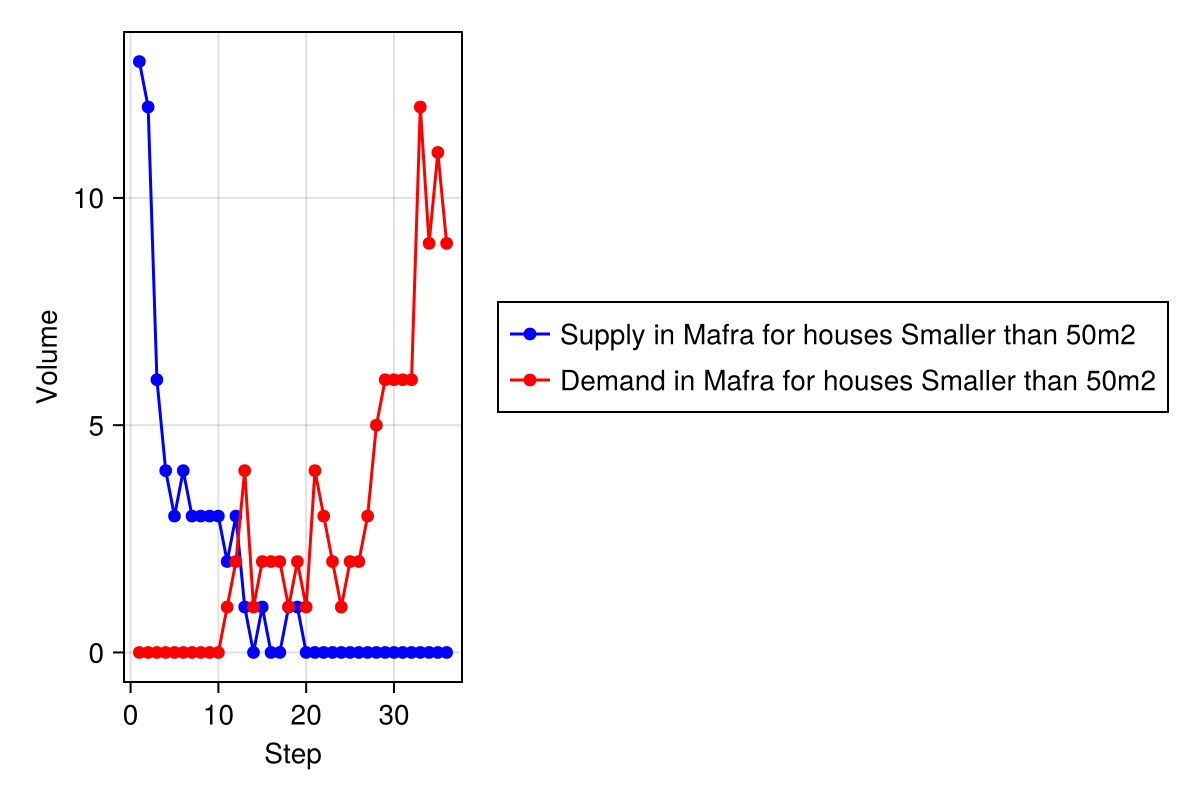 Volume
10
5
0
0 10 20 30
Step
Supply in Mafra for houses Smaller than 50m2
Demand in Mafra for houses Smaller than 50m2